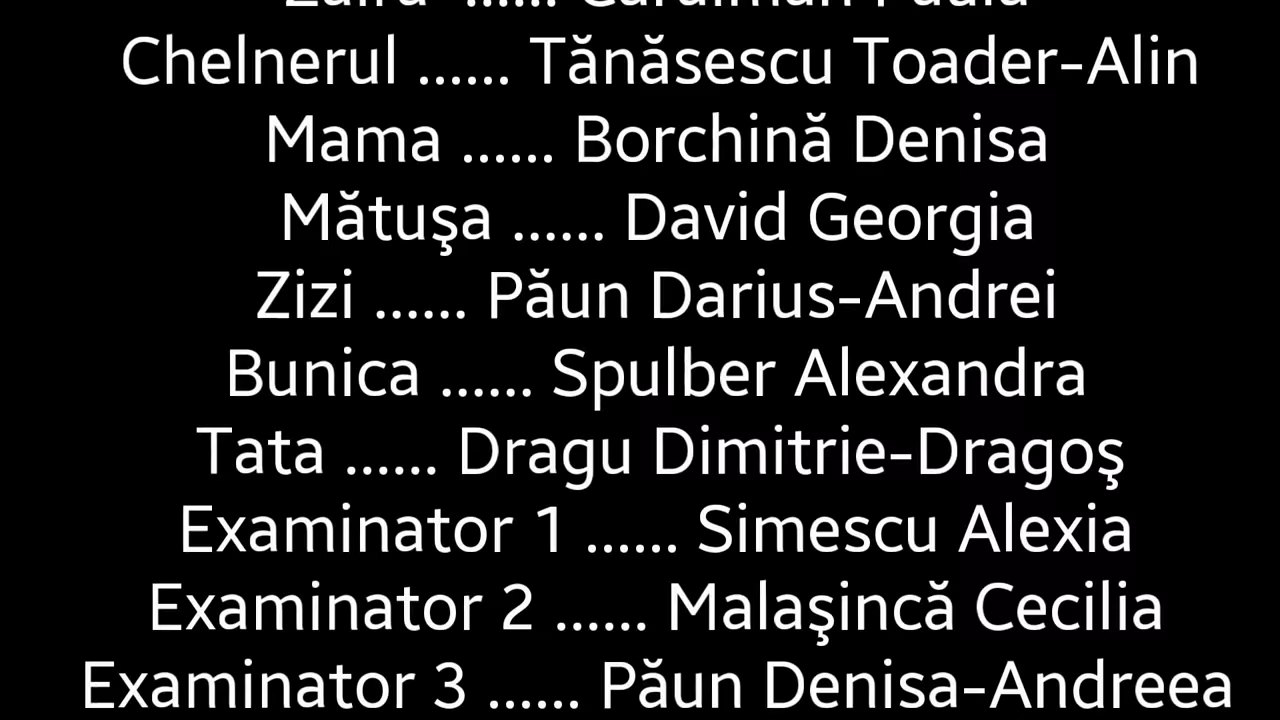 Chelnerul ...... Tănăsescu Toader-Alin
Mama ...... Borchină Denisa
Mătuşa ...... David Georgia
Zizi ...... Păun Darius-Andrei
Bunica ...... Spulber Alexandra
Tata ...... Dragu Dimitrie-Dragoş
Examinator 1 ...... Simescu Alexia
Examinator 2 ...... Malaşincă Cecilia
Examinator 3 ...... Păun Denisa-Andreea